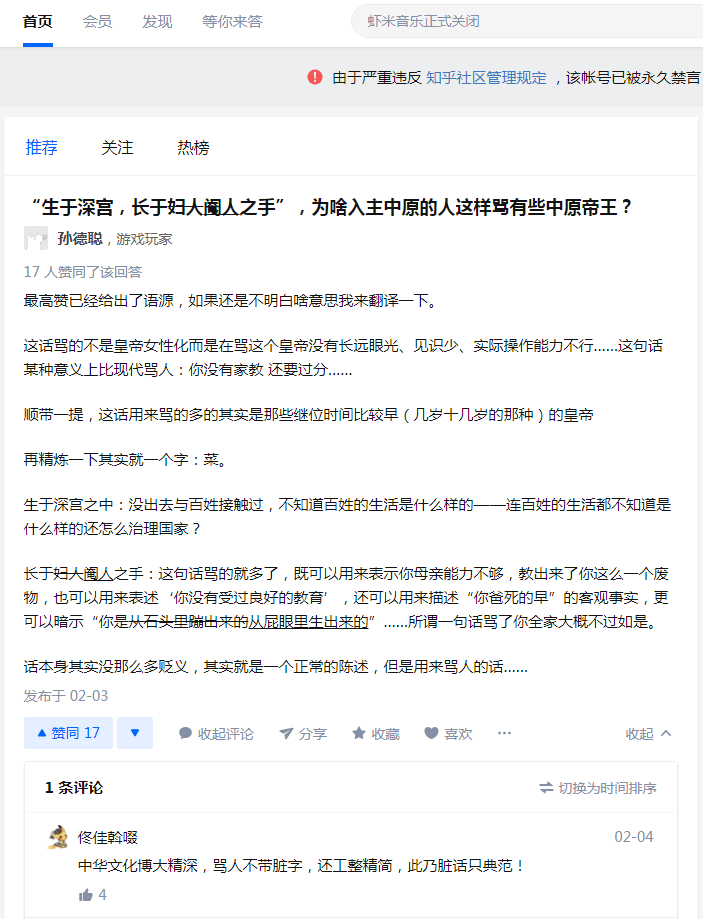 首页 会员 发现 等你来答 虾米音乐正式关闭
由于严重违反 知乎社区管理规定 ，该帐号已被永久禁言
推荐 关注 热榜
“生于深宫，长于妇人阉人之手”，为啥入主中原的人这样骂有些中原帝王？
孙德聪，游戏玩家
17 人赞同了该回答
最高赞已经给出了语源，如果还是不明白啥意思我来翻译一下。
这话骂的不是皇帝女性化而是在骂这个皇帝没有长远眼光、见识少、实际操作能力不行......这句话
某种意义上比现代骂人：你没有家教 还要过分......
顺带一提，这话用来骂的多的其实是那些继位时间比较早（几岁十几岁的那种）的皇帝
再精炼一下其实就一个字：菜。
生于深宫之中：没出去与百姓接触过，不知道百姓的生活是什么样的——连百姓的生活都不知道是
什么样的还怎么治理国家？
长于妇人阉人之手：这句话骂的就多了，既可以用来表示你母亲能力不够，教出来了你这么一个废
物，也可以用来表述‘你没有受过良好的教育’，还可以用来描述“你爸死的早”的客观事实，更
可以暗示“你是从石头里蹦出来的从屁眼里生出来的”......所谓一句话骂了你全家大概不过如是。
话本身其实没那么多贬义，其实就是一个正常的陈述，但是用来骂人的话......
发布于 02-03
赞同 17 收起评论 分享 收藏 喜欢 ··· 收起
1 条评论 切换为时间排序
佟佳斡啜 02-04
中华文化博大精深，骂人不带脏字，还工整精简，此乃脏话只典范！
4